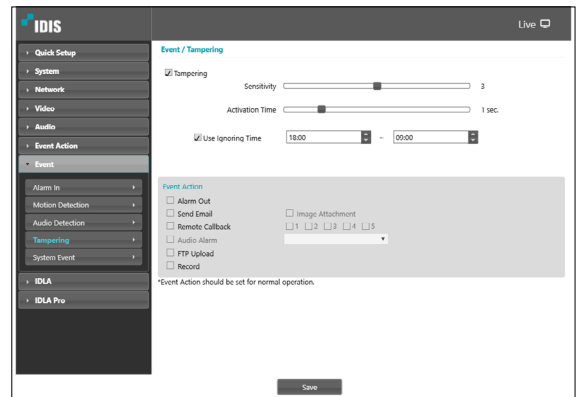 IDIS
Live
Quick Setup
System
Network
Video
Audio
Event Action
Event
Alarm In
Motion Detection
Audio Detection
Tampering
System Event
IDLA
IDLA Pro
Event / Tampering
Tampering
Sensitivity 3
Activation Time 1 sec.
Use Ignoring Time 18:00 ~ 09:00
Event Action
Alarm Out
Send Email Image Attachment
Remote Callback 1 2 3 4 5
Audio Alarm
FTP Upload
Record
*Event Action should be set for normal operation.
Save